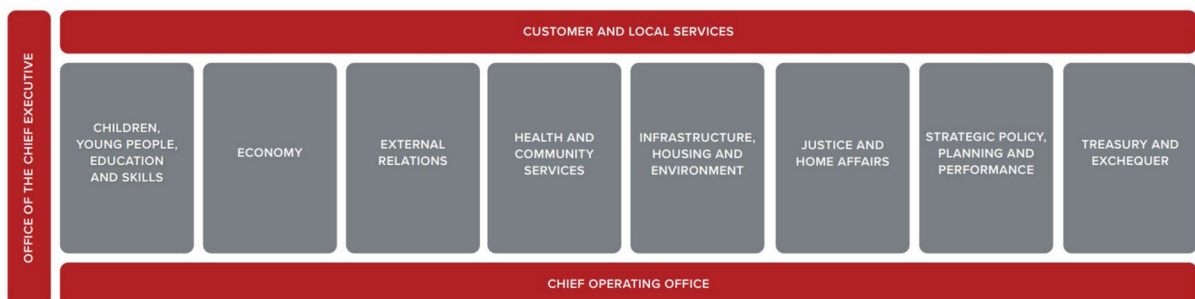 OFFICE OF THE CHIEF EXECUTIVE
CUSTOMER AND LOCAL SERVICES
CHILDREN,
YOUNG PEOPLE,
EDUCATION
AND SKILLS
ECONOMY
EXTERNAL
RELATIONS
HEALTH AND
COMMUNITY
SERVICES
INFRASTRUCTURE,
HOUSING AND
ENVIRONMENT
JUSTICE AND
HOME AFFAIRS
STRATEGIC POLICY,
PLANNING AND
PERFORMANCE
TREASURY AND
EXCHEQUER
CHIEF OPERATING OFFICE